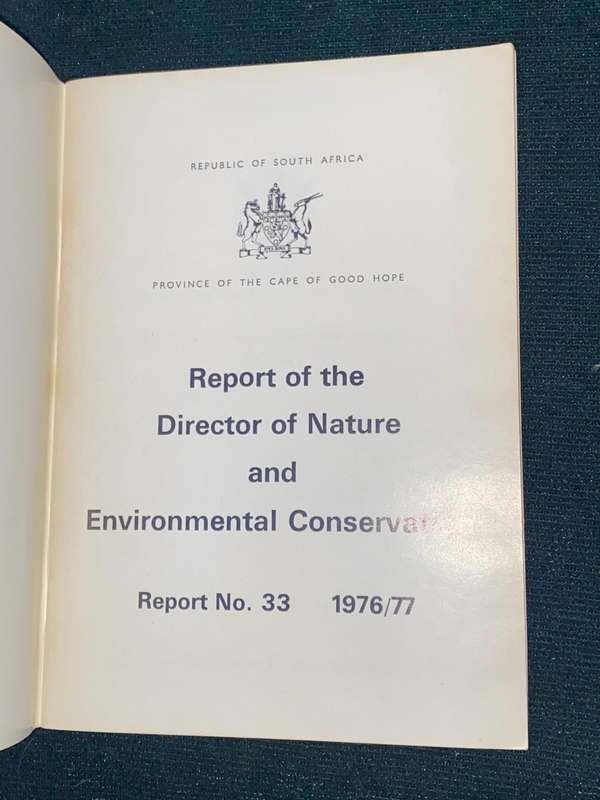 REPUBLIC OF SOUTH AFRICA
PROVINCE OF THE CAPE OF GOOD HOPE
Report of the
Director of Nature
and
Environmental
Report No. 33 1976/77